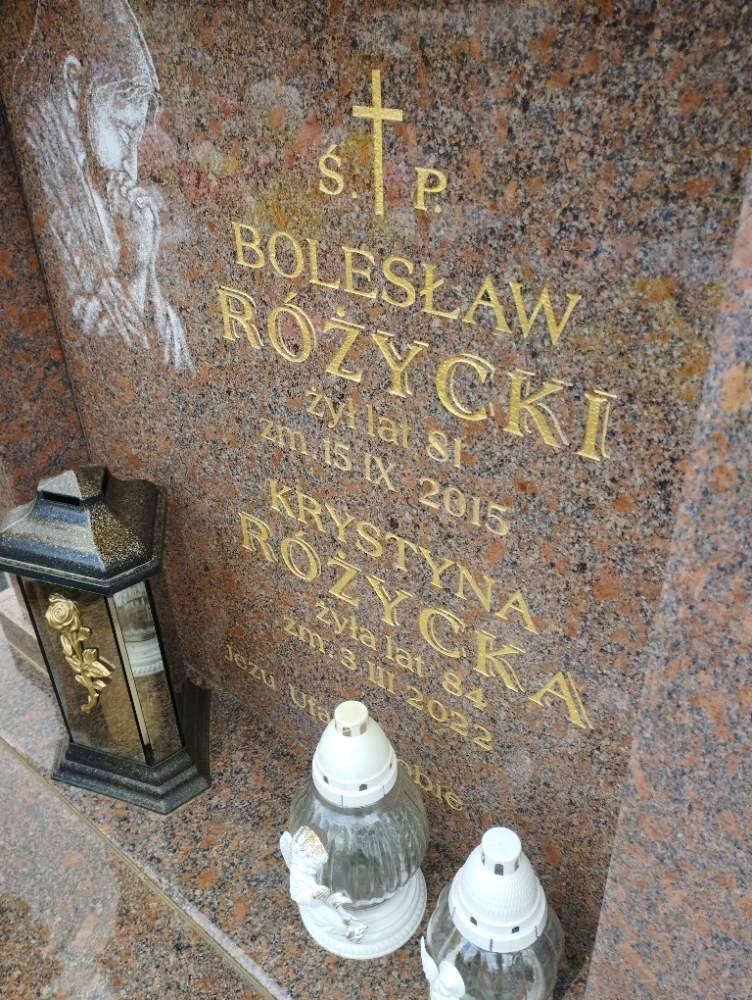 Ś. P.
BOLESŁAW
RÓŻYCKI
żył lat 81
zm. 15 IX 2015
KRYSTYNA
RÓŻYCKA
żyła lat 84
zm. 3 III 2022
Jezu